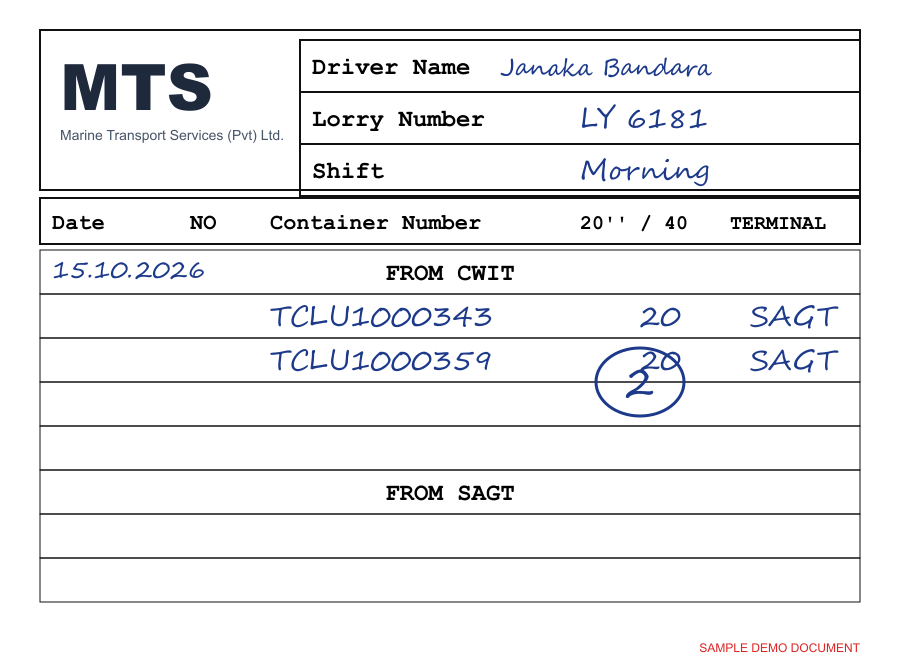 MTS
Marine Transport Services (Pvt) Ltd.
Driver Name Janaka Bandara
Lorry Number LY 6181
Shift Morning
Date NO Container Number 20'' / 40 TERMINAL
15.10.2026 FROM CWIT
TCLU1000343 20 SAGT
TCLU1000359 20 SAGT
2
FROM SAGT
SAMPLE DEMO DOCUMENT